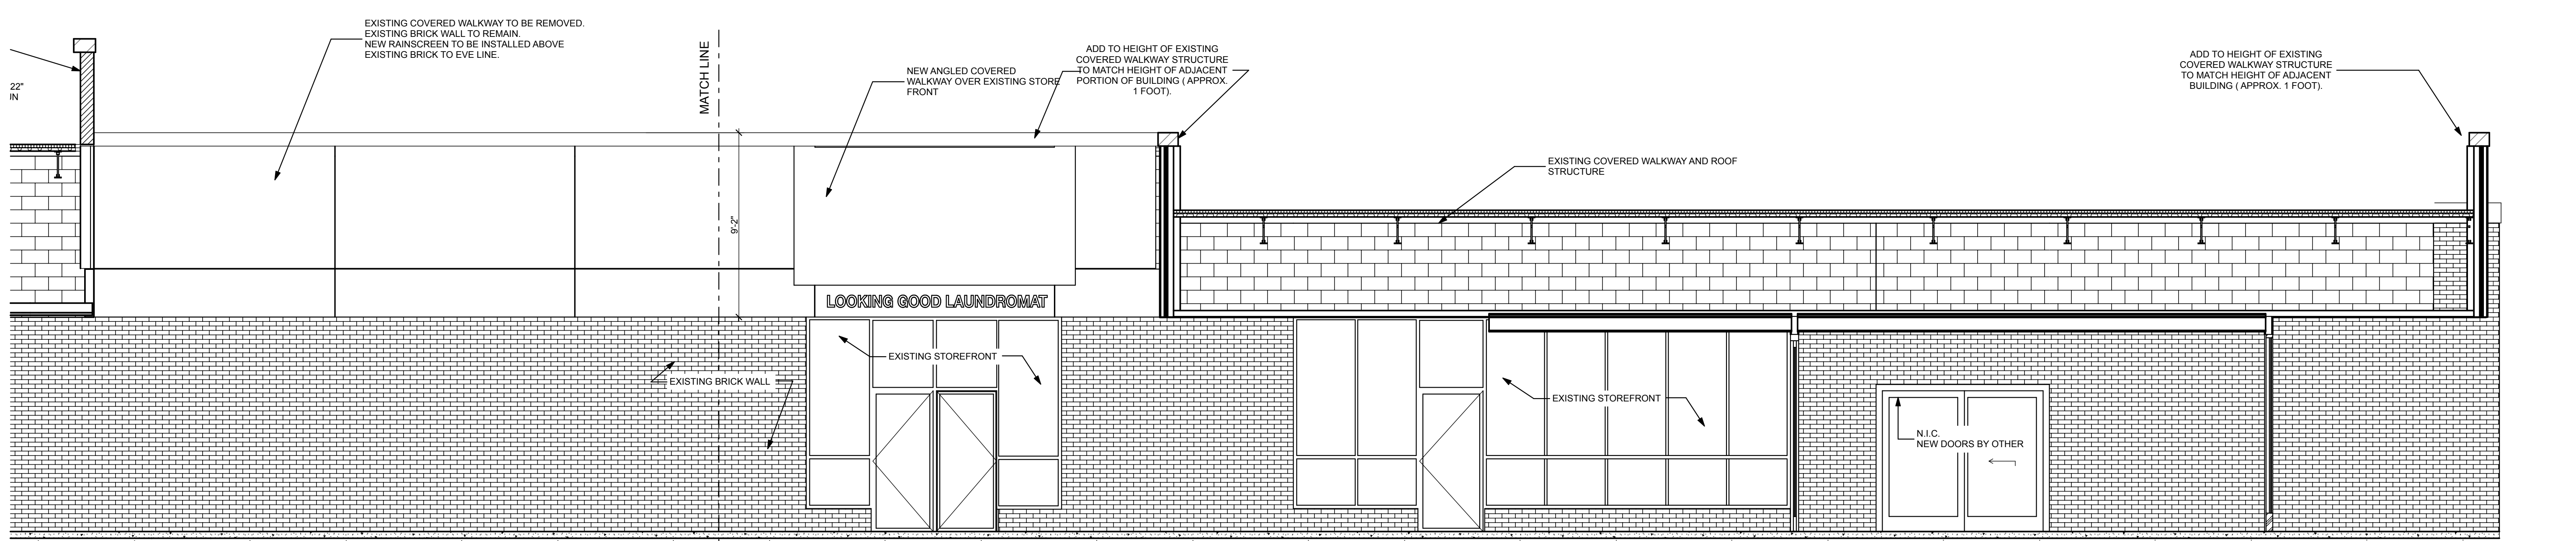 EXISTING COVERED WALKWAY TO BE REMOVED.
EXISTING BRICK WALL TO REMAIN.
NEW RAINSCREEN TO BE INSTALLED ABOVE
EXISTING BRICK TO EVE LINE.
22"
IN
MATCH LINE
NEW ANGLED COVERED
WALKWAY OVER EXISTING STORE
FRONT
ADD TO HEIGHT OF EXISTING
COVERED WALKWAY STRUCTURE
TO MATCH HEIGHT OF ADJACENT
PORTION OF BUILDING ( APPROX.
1 FOOT).
ADD TO HEIGHT OF EXISTING
COVERED WALKWAY STRUCTURE
TO MATCH HEIGHT OF ADJACENT
BUILDING ( APPROX. 1 FOOT).
EXISTING COVERED WALKWAY AND ROOF
STRUCTURE
9'-2"
LOOKING GOOD LAUNDROMAT
EXISTING STOREFRONT
EXISTING BRICK WALL
EXISTING STOREFRONT
N.I.C.
NEW DOORS BY OTHER